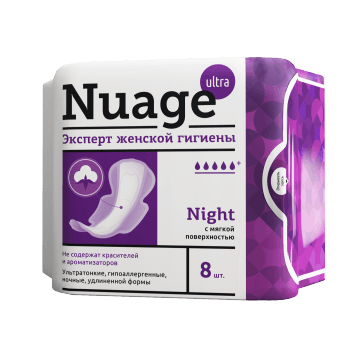 Nuage
ultra
Эксперт женской гигиены
Night
с мягкой
поверхностью
Не содержат красителей
и ароматизаторов
Ультратонкие, гипоаллергенные,
ночные, удлиненной формы
8 шт.